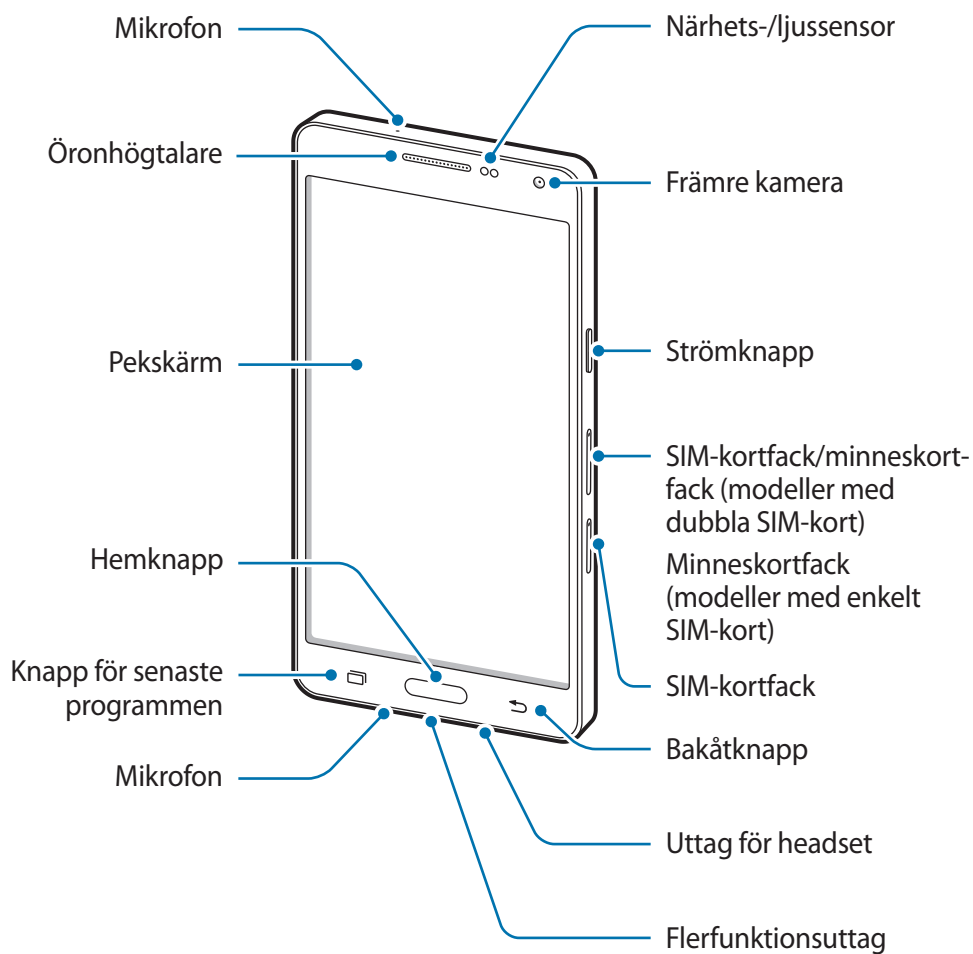 Mikrofon
Öronhögtalare
Pekskärm
Hemknapp
Knapp för senaste
programmen
Mikrofon
Närhets-/ljussensor
Främre kamera
Strömknapp
SIM-kortfack/minneskort-
fack (modeller med
dubbla SIM-kort)
Minneskortfack
(modeller med enkelt
SIM-kort)
SIM-kortfack
Bakåtknapp
Uttag för headset
Flerfunktionsuttag